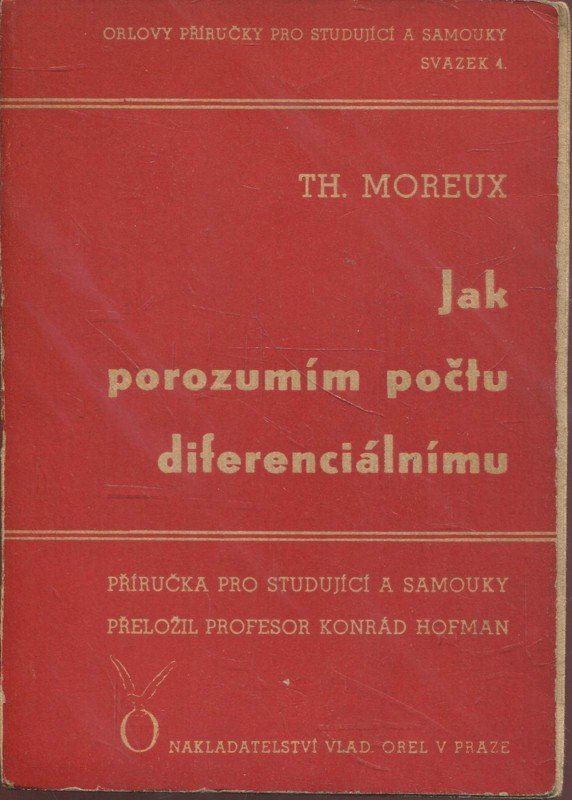 ORLOVY PŘÍRUČKY PRO STUDUJÍCÍ A SAMOUKY
SVAZEK 4.
TH. MOREUX
Jak
porozumím počtu
diferenciálnímu
PŘÍRUČKA PRO STUDUJÍCÍ A SAMOUKY
PŘELOŽIL PROFESOR KONRÁD HOFMAN
NAKLADATELSTVÍ VLAD. OREL V PRAZE